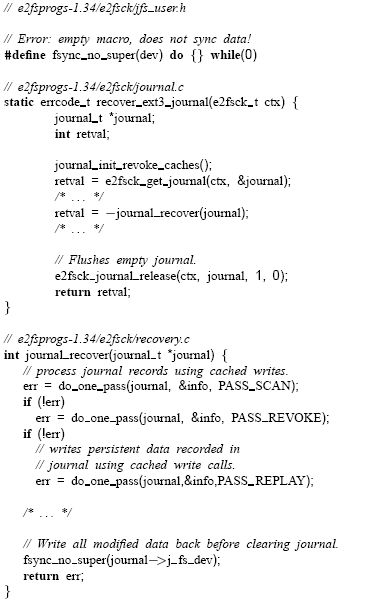 // e2fsprogs-1.34/e2fsck/jfs_user.h
// Error: empty macro, does not sync data!
#define fsync_no_super(dev) do {} while(0)
// e2fsprogs-1.34/e2fsck/journal.c
static errcode_t recover_ext3_journal(e2fsck_t ctx) {
journal_t *journal;
int retval;
journal_init_revoke_caches();
retval = e2fsck_get_journal(ctx, &journal);
/* ... */
retval = -journal_recover(journal);
/* ... */
// Flushes empty journal.
e2fsck_journal_release(ctx, journal, 1, 0);
return retval;
}
// e2fsprogs-1.34/e2fsck/recovery.c
int journal_recover(journal_t *journal) {
// process journal records using cached writes.
err = do_one_pass(journal, &info, PASS_SCAN);
if (!err)
err = do_one_pass(journal, &info, PASS_REVOKE);
if (!err)
// writes persistent data recorded in
// journal using cached write calls.
err = do_one_pass(journal,&info,PASS_REPLAY);
/* ... */
// Write all modified data back before clearing journal.
fsync_no_super(journal->j_fs_dev);
return err;
}